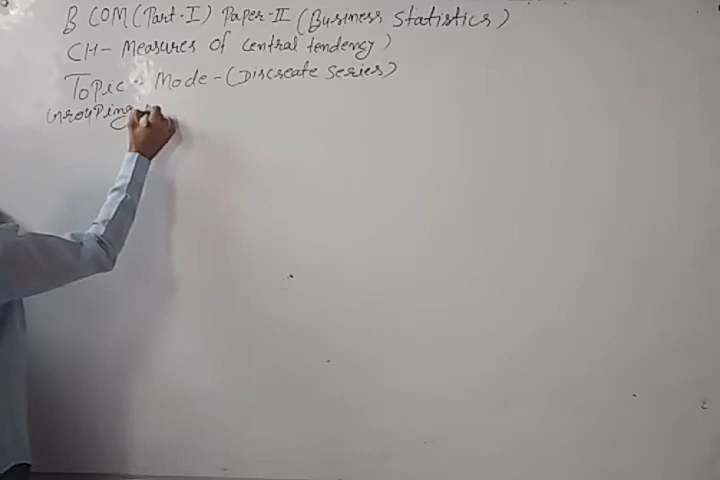 B COM (Part-I) Paper-II (Business Statistics)
CH- Measures of central tendency)
Topic - Mode - (Discreate Series)
Grouping